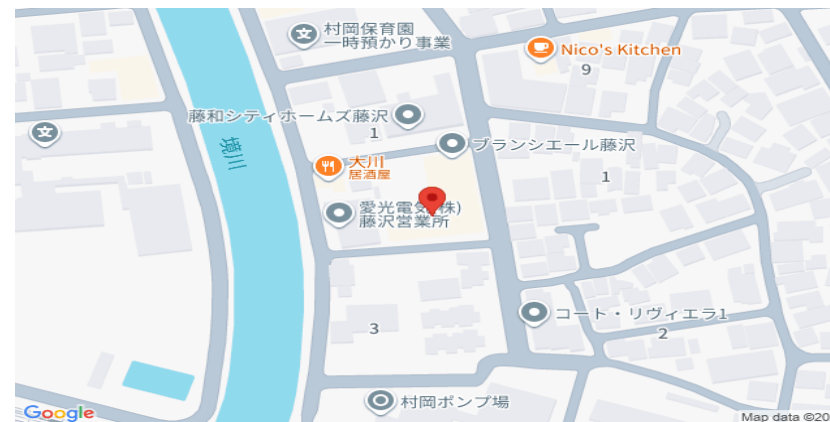 村岡保育園
一時預かり事業
Nico's Kitchen
9
藤和シティホームズ藤沢
1
ブランシエール藤沢
境川
大川
居酒屋
1
愛光電気(株)
藤沢営業所
コート・リヴィエラ1
3
2
村岡ポンプ場
Google
Map data ©20